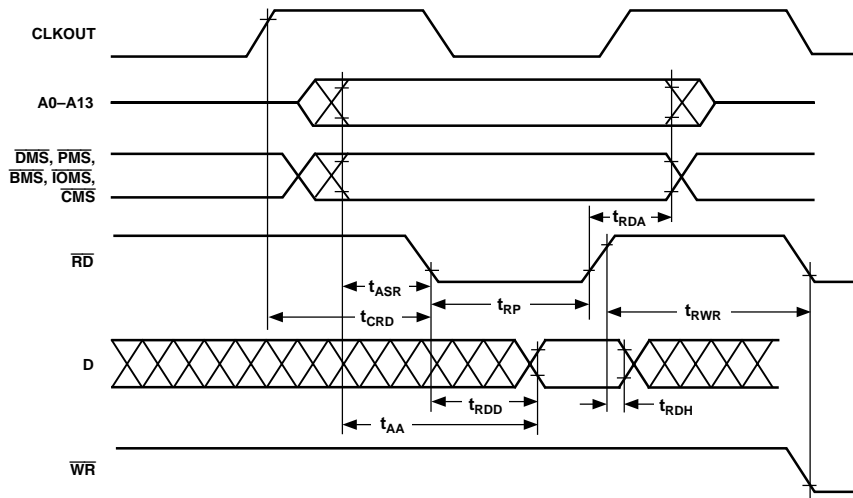 CLKOUT
A0–A13
DMS, PMS,
BMS, IOMS,
CMS
tRDA
RD
tASR
tRP
tCRD
tRWR
D
tRDD
tRDH
tAA
WR